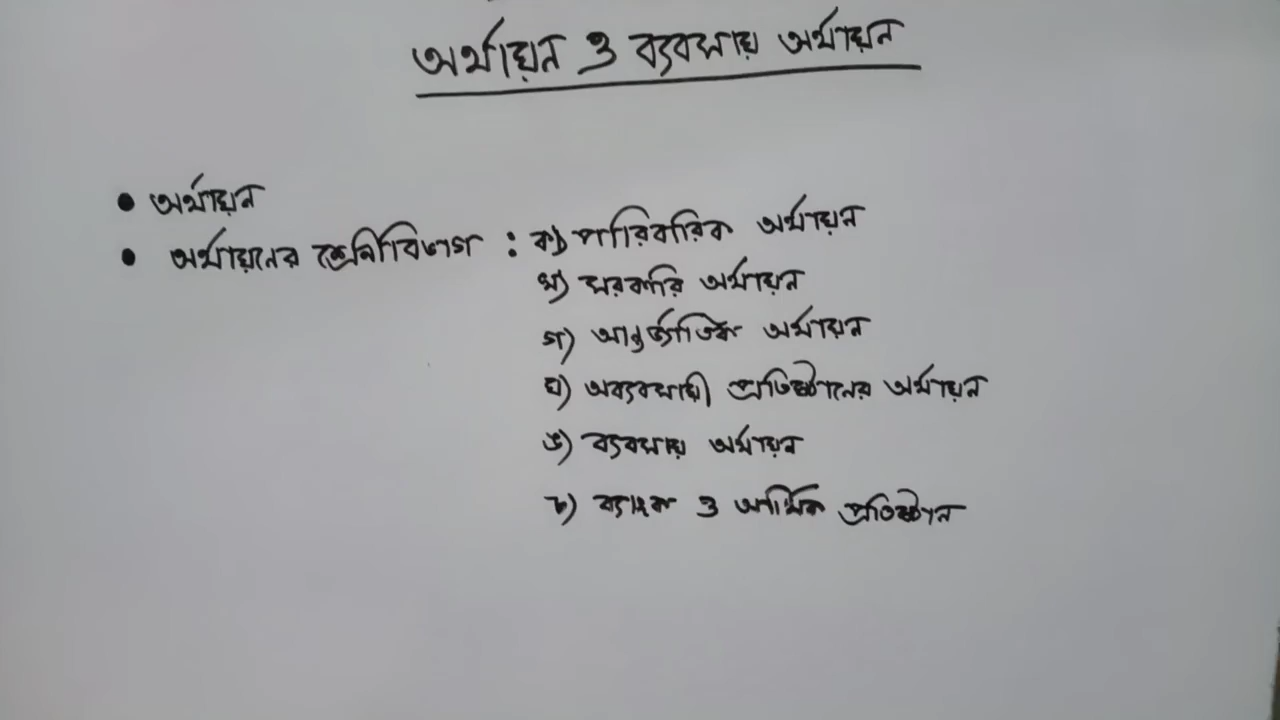 অর্থায়ন ও ব্যবসায় অর্থায়ন
• অর্থায়ন
• অর্থায়নের শ্রেনীবিভাগ : ক) পারিবারিক অর্থায়ন
খ) সরকারি অর্থায়ন
গ) আন্তর্জাতিক অর্থায়ন
ঘ) অব্যবসায়ী প্রতিষ্ঠানের অর্থায়ন
ঙ) ব্যবসায় অর্থায়ন
চ) ব্যাংক ও আর্থিক প্রতিষ্ঠান